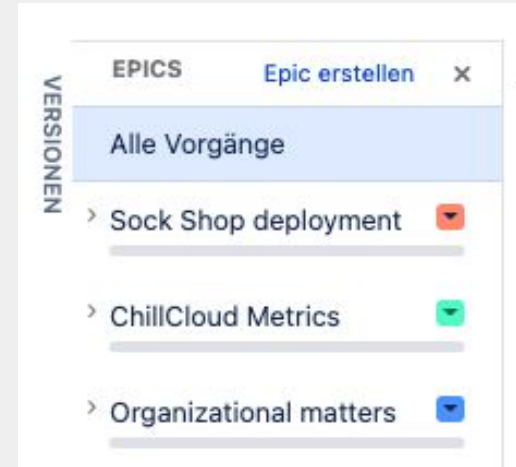 VERSIONEN
EPICS Epic erstellen ×
Alle Vorgänge
Sock Shop deployment
ChillCloud Metrics
Organizational matters